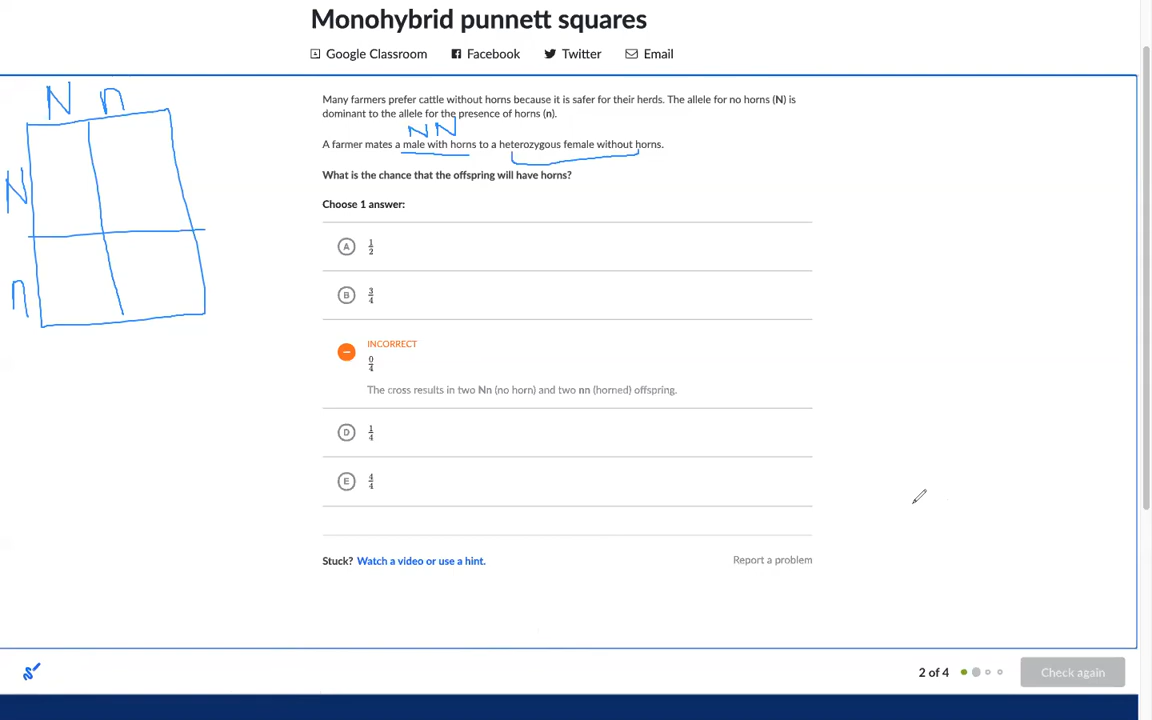 Monohybrid punnett squares
Google Classroom Facebook Twitter Email
N n
N
n
Many farmers prefer cattle without horns because it is safer for their herds. The allele for no horns (N) is
dominant to the allele for the presence of horns (n).
NN
A farmer mates a male with horns to a heterozygous female without horns.
What is the chance that the offspring will have horns?
Choose 1 answer:
A 1/2
B 3/4
INCORRECT
0/4
The cross results in two Nn (no horn) and two nn (horned) offspring.
D 1/4
E 4/4
Stuck? Watch a video or use a hint.
Report a problem
2 of 4
Check again